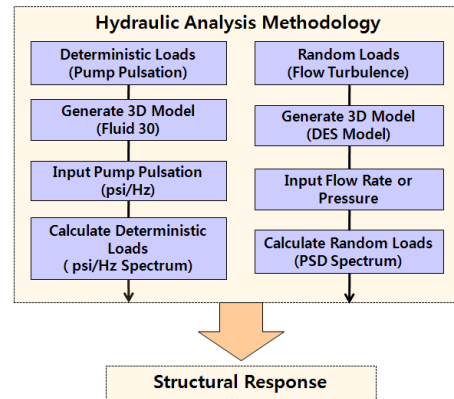 Hydraulic Analysis Methodology
Deterministic Loads
(Pump Pulsation)
Generate 3D Model
(Fluid 30)
Input Pump Pulsation
(psi/Hz)
Calculate Deterministic
Loads
( psi/Hz Spectrum)
Random Loads
(Flow Turbulence)
Generate 3D Model
(DES Model)
Input Flow Rate or
Pressure
Calculate Random Loads
(PSD Spectrum)
Structural Response